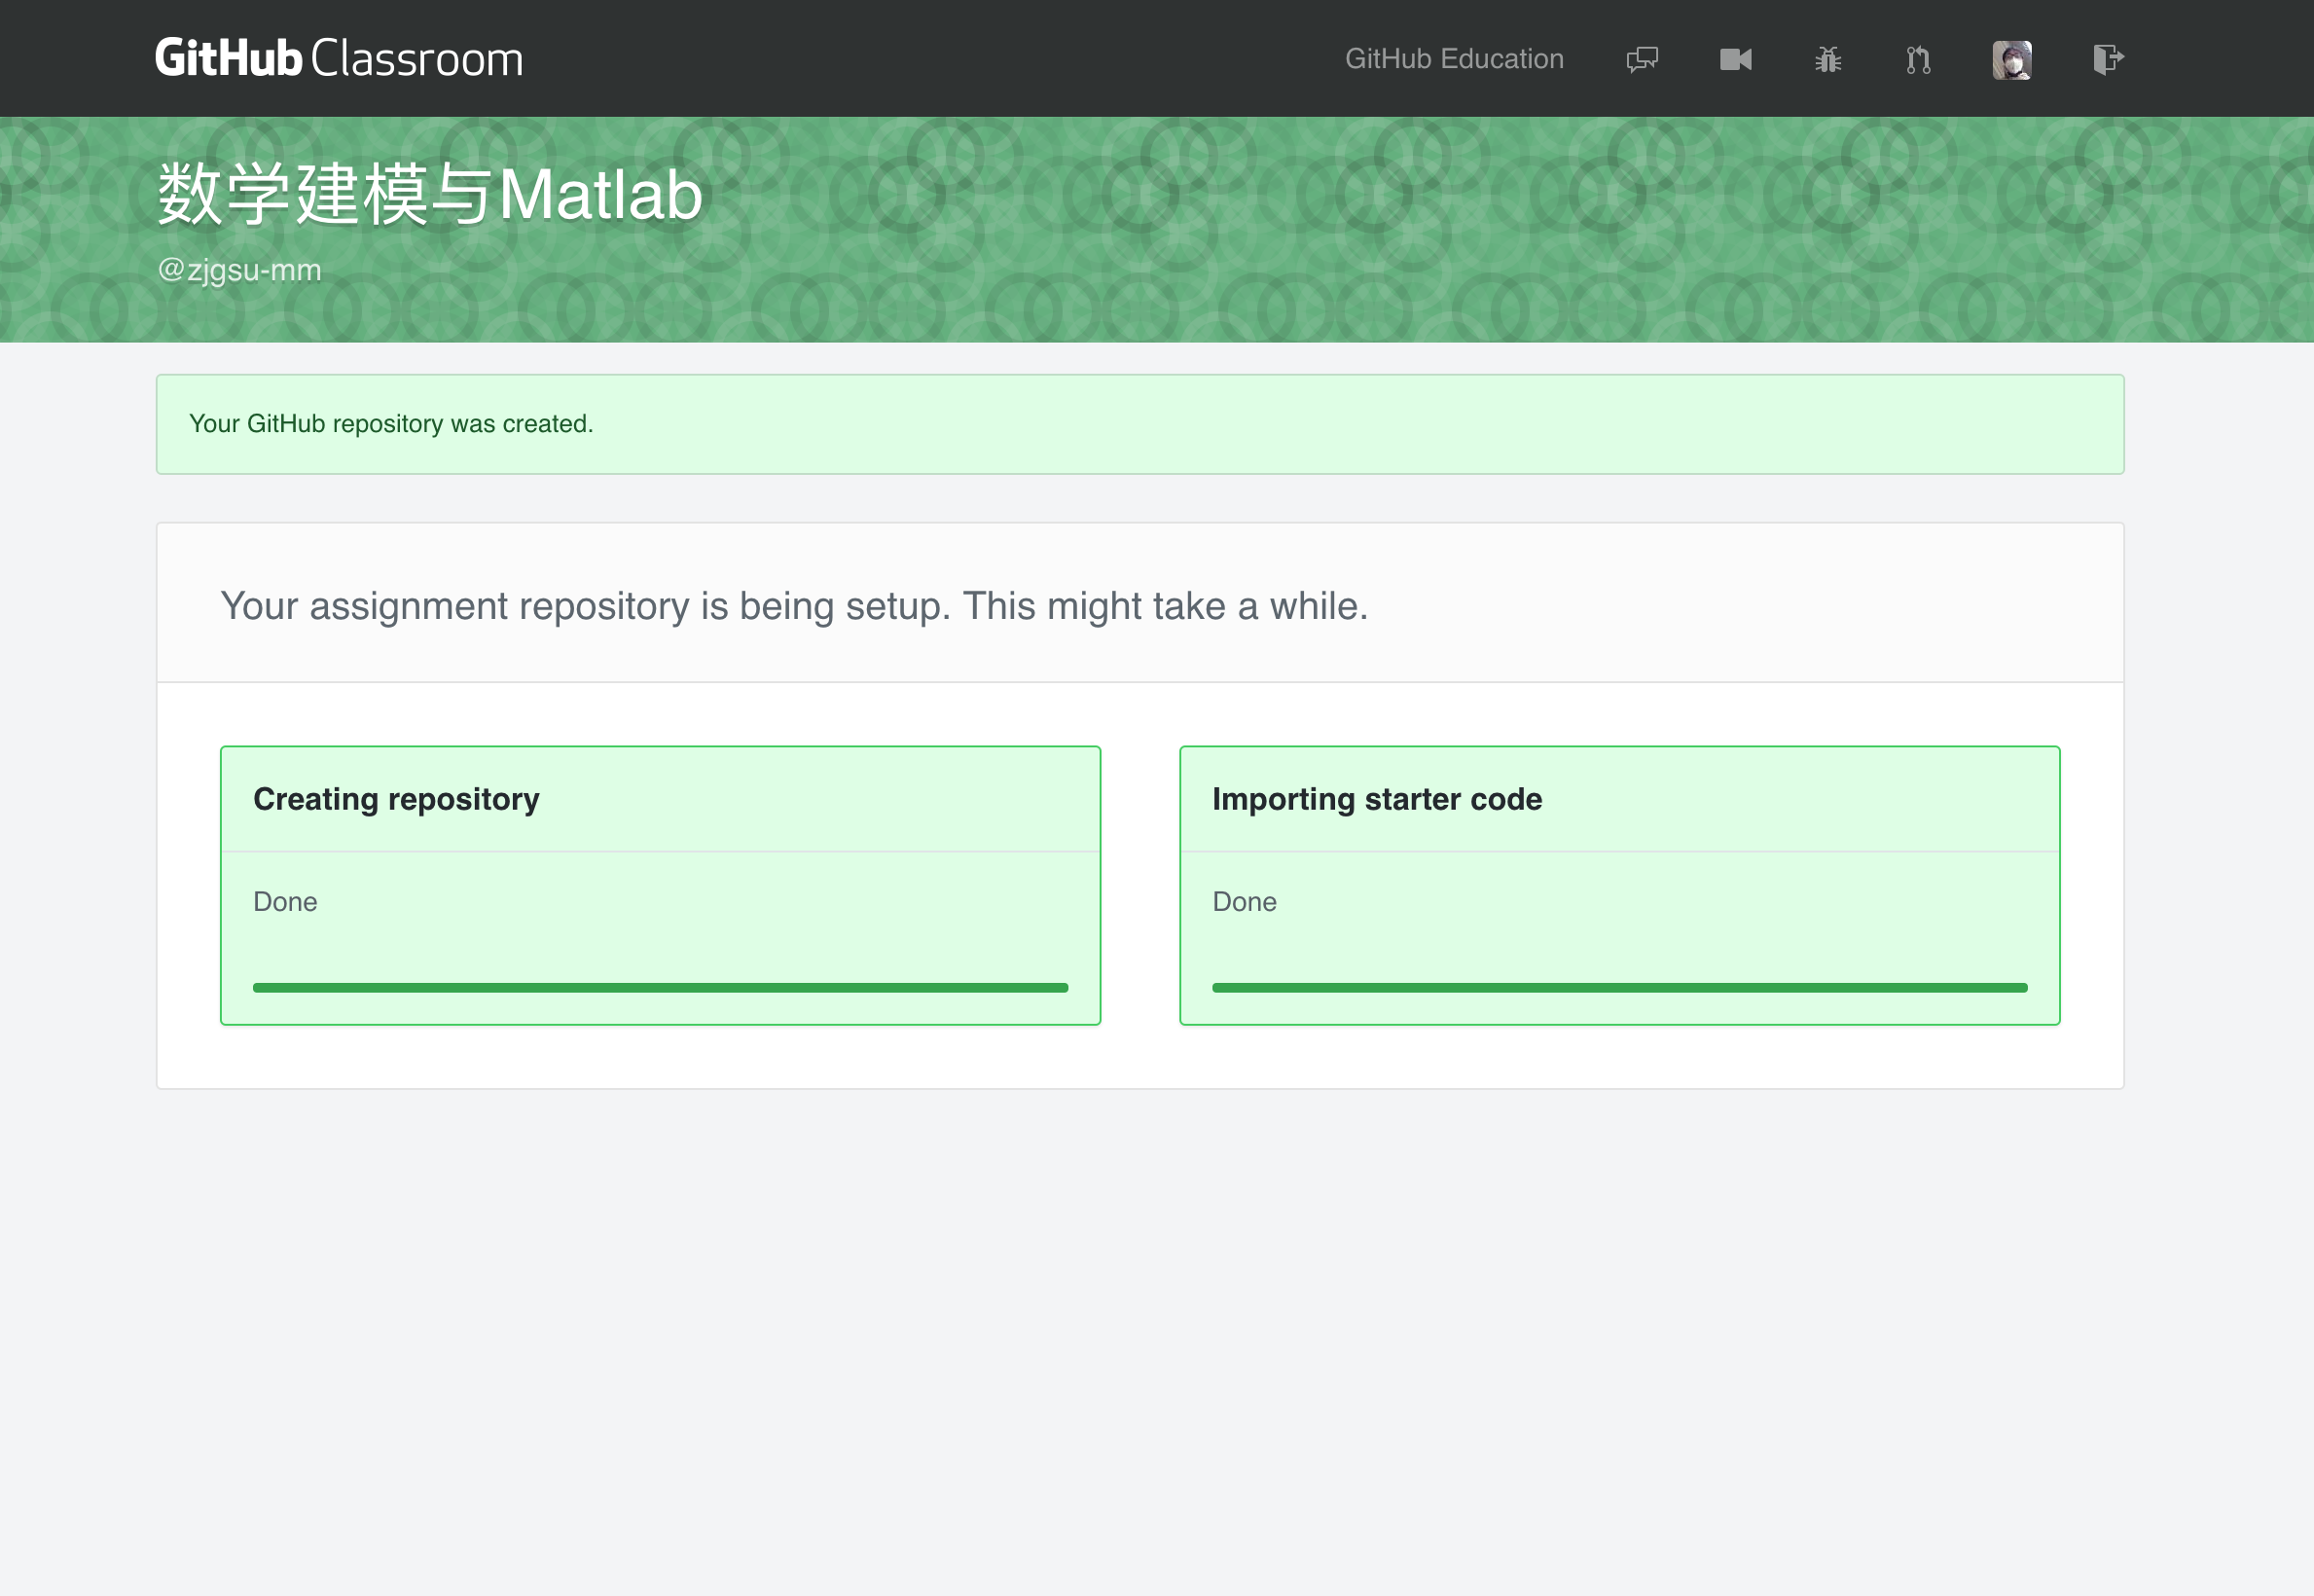 GitHub Classroom
GitHub Education
数学建模与Matlab
@zjgsu-mm
Your GitHub repository was created.
Your assignment repository is being setup. This might take a while.
Creating repository
Importing starter code
Done
Done